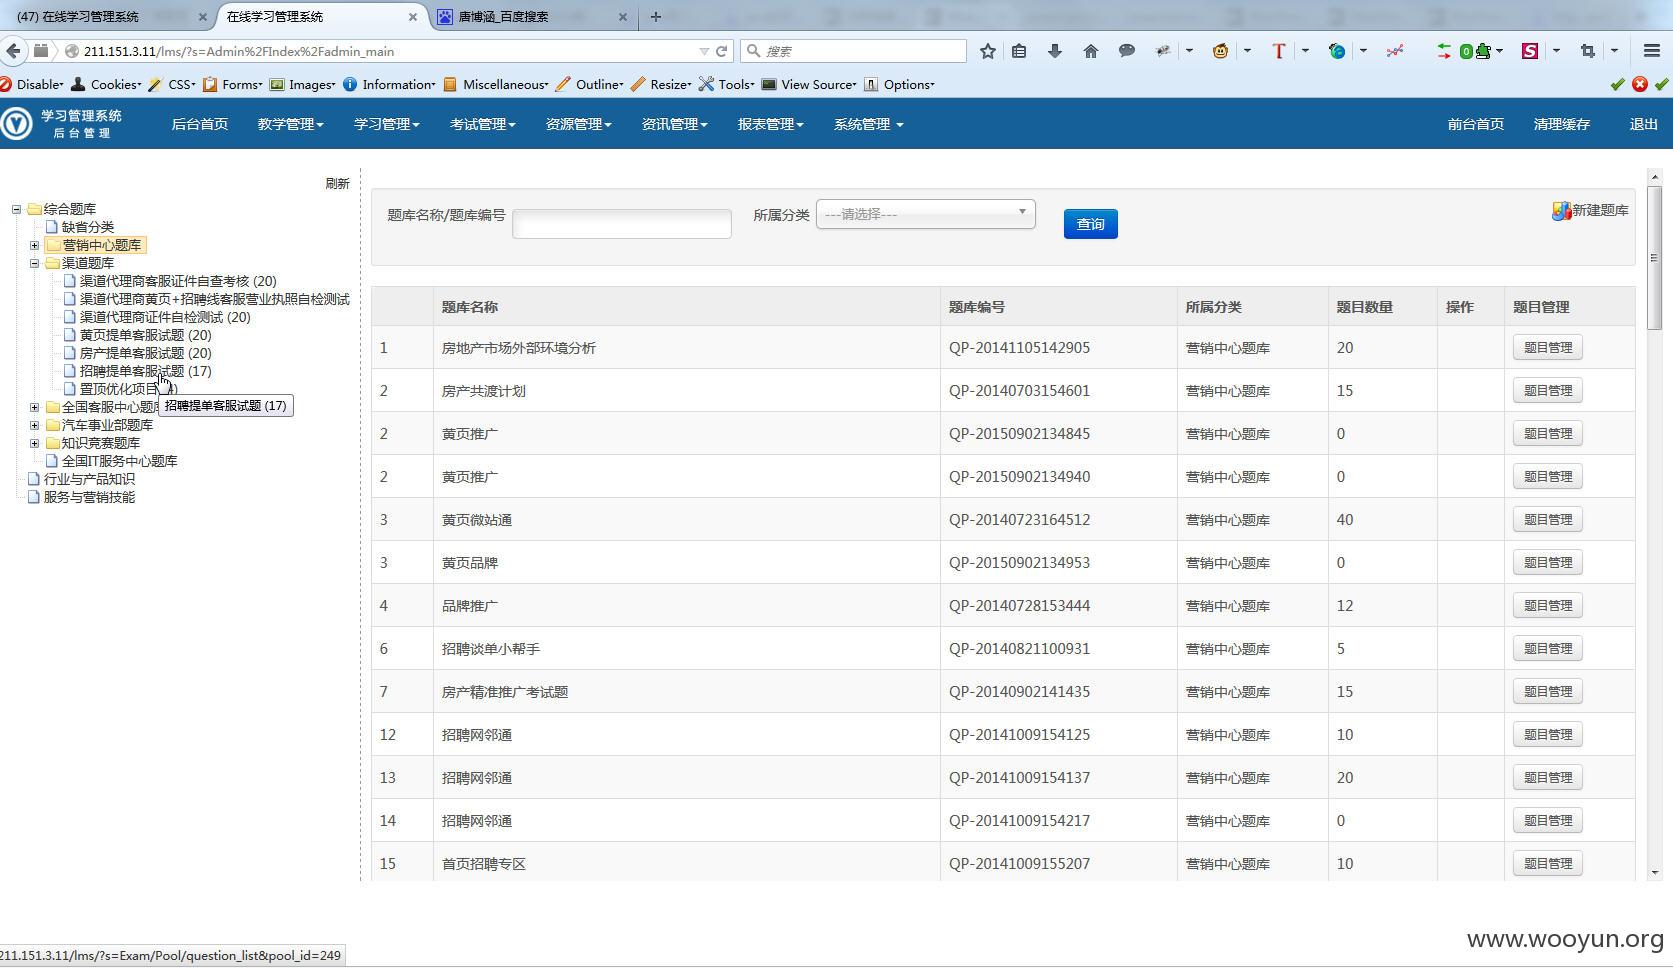 (47) 在线学习管理系统
在线学习管理系统
唐博涵_百度搜索
211.151.3.11/lms/?s=Admin%2FIndex%2Fadmin_main
搜索
Disable Cookies CSS Forms Images Information Miscellaneous Outline Resize Tools View Source Options
学习管理系统
后台管理
后台首页 教学管理 学习管理 考试管理 资源管理 资讯管理 报表管理 系统管理 前台首页 清理缓存 退出
刷新
综合题库
缺省分类
营销中心题库
渠道题库
渠道代理商客服证件自查考核 (20)
渠道代理商黄页+招聘线客服营业执照自检测试
渠道代理商证件自检测试 (20)
黄页提单客服试题 (20)
房产提单客服试题 (20)
招聘提单客服试题 (17)
置顶优化项目
招聘提单客服试题 (17)
全国客服中心题库
汽车事业部题库
知识竞赛题库
全国IT服务中心题库
行业与产品知识
服务与营销技能
题库名称/题库编号 所属分类 ---请选择--- 查询 新建题库
题库名称 题库编号 所属分类 题目数量 操作 题目管理
1 房地产市场外部环境分析 QP-20141105142905 营销中心题库 20 题目管理
2 房产共渡计划 QP-20140703154601 营销中心题库 15 题目管理
2 黄页推广 QP-20150902134845 营销中心题库 0 题目管理
2 黄页推广 QP-20150902134940 营销中心题库 0 题目管理
3 黄页微站通 QP-20140723164512 营销中心题库 40 题目管理
3 黄页品牌 QP-20150902134953 营销中心题库 0 题目管理
4 品牌推广 QP-20140728153444 营销中心题库 12 题目管理
6 招聘谈单小帮手 QP-20140821100931 营销中心题库 5 题目管理
7 房产精准推广考试题 QP-20140902141435 营销中心题库 15 题目管理
12 招聘网邻通 QP-20141009154125 营销中心题库 10 题目管理
13 招聘网邻通 QP-20141009154137 营销中心题库 20 题目管理
14 招聘网邻通 QP-20141009154217 营销中心题库 0 题目管理
15 首页招聘专区 QP-20141009155207 营销中心题库 10 题目管理
www.wooyun.org
211.151.3.11/lms/?s=Exam/Pool/question_list&pool_id=249